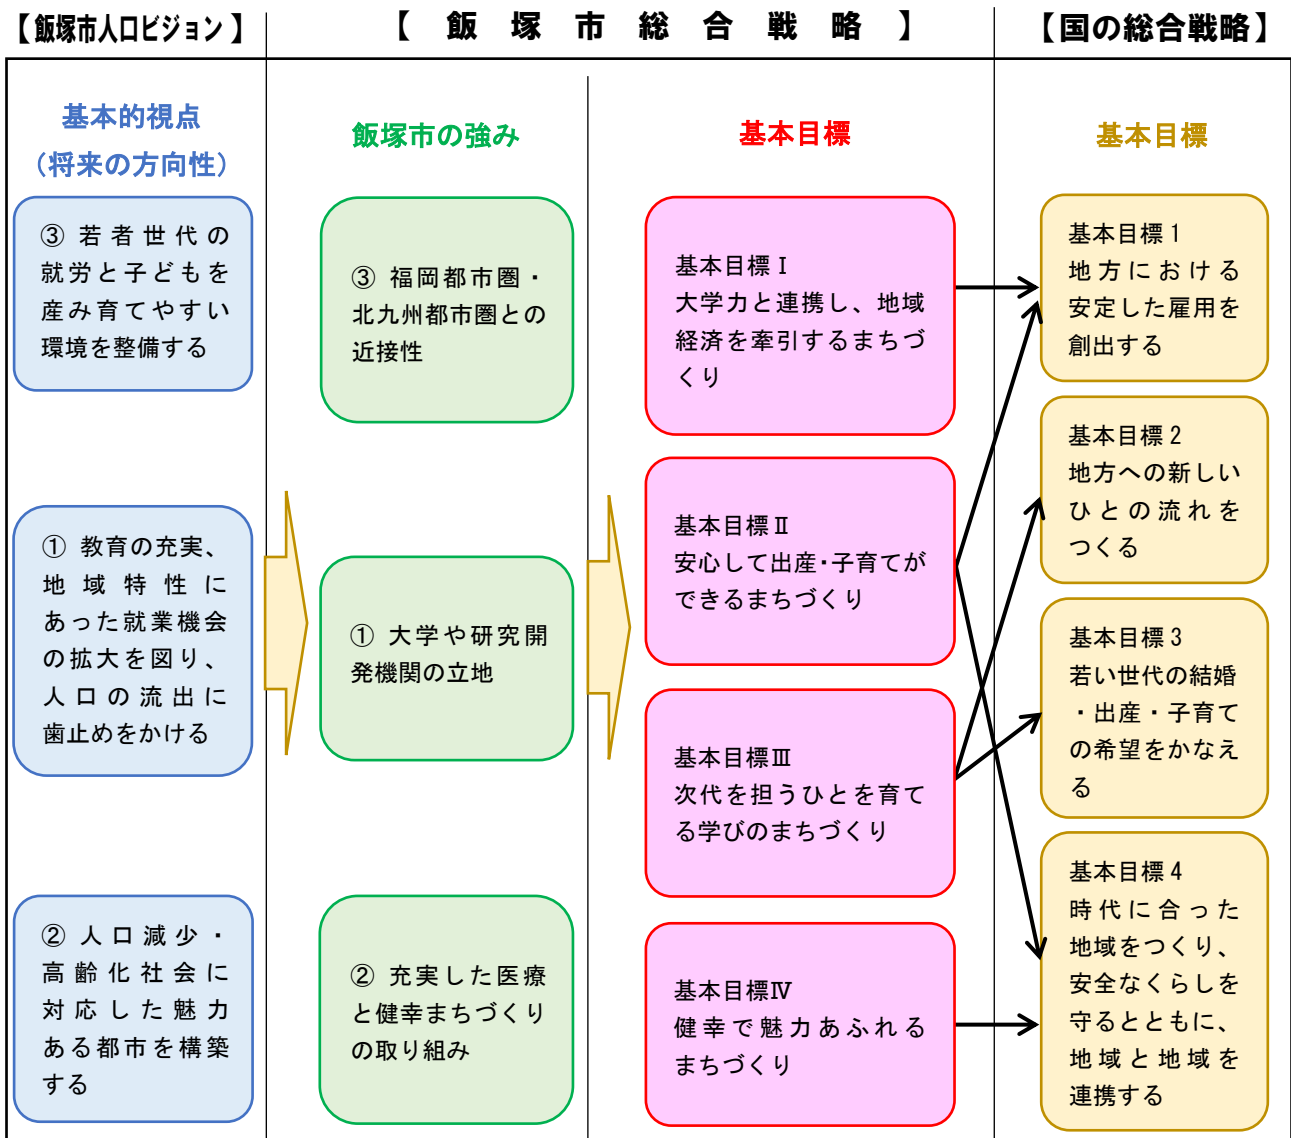 【飯塚市人口ビジョン】
【飯塚市総合戦略】
【国の総合戦略】
基本的視点
（将来の方向性）
③ 若者世代の
就労と子どもを
産み育てやすい
環境を整備する
① 教育の充実、
地域特性に
あった就業機会
の拡大を図り、
人口の流出に
歯止めをかける
② 人口減少・
高齢化社会に
対応した魅力
ある都市を構築
する
飯塚市の強み
③ 福岡都市圏・
北九州都市圏との
近接性
① 大学や研究開
発機関の立地
② 充実した医療
と健幸まちづくり
の取り組み
基本目標
基本目標Ⅰ
大学力と連携し、地域
経済を牽引するまちづ
くり
基本目標Ⅱ
安心して出産・子育てが
できるまちづくり
基本目標Ⅲ
次代を担うひとを育て
る学びのまちづくり
基本目標Ⅳ
健幸で魅力あふれる
まちづくり
基本目標
基本目標1
地方における
安定した雇用を
創出する
基本目標2
地方への新しい
ひとの流れを
つくる
基本目標3
若い世代の結婚
・出産・子育て
の希望をかなえ
る
基本目標4
時代に合った
地域をつくり、
安全なくらしを
守るとともに、
地域と地域を
連携する